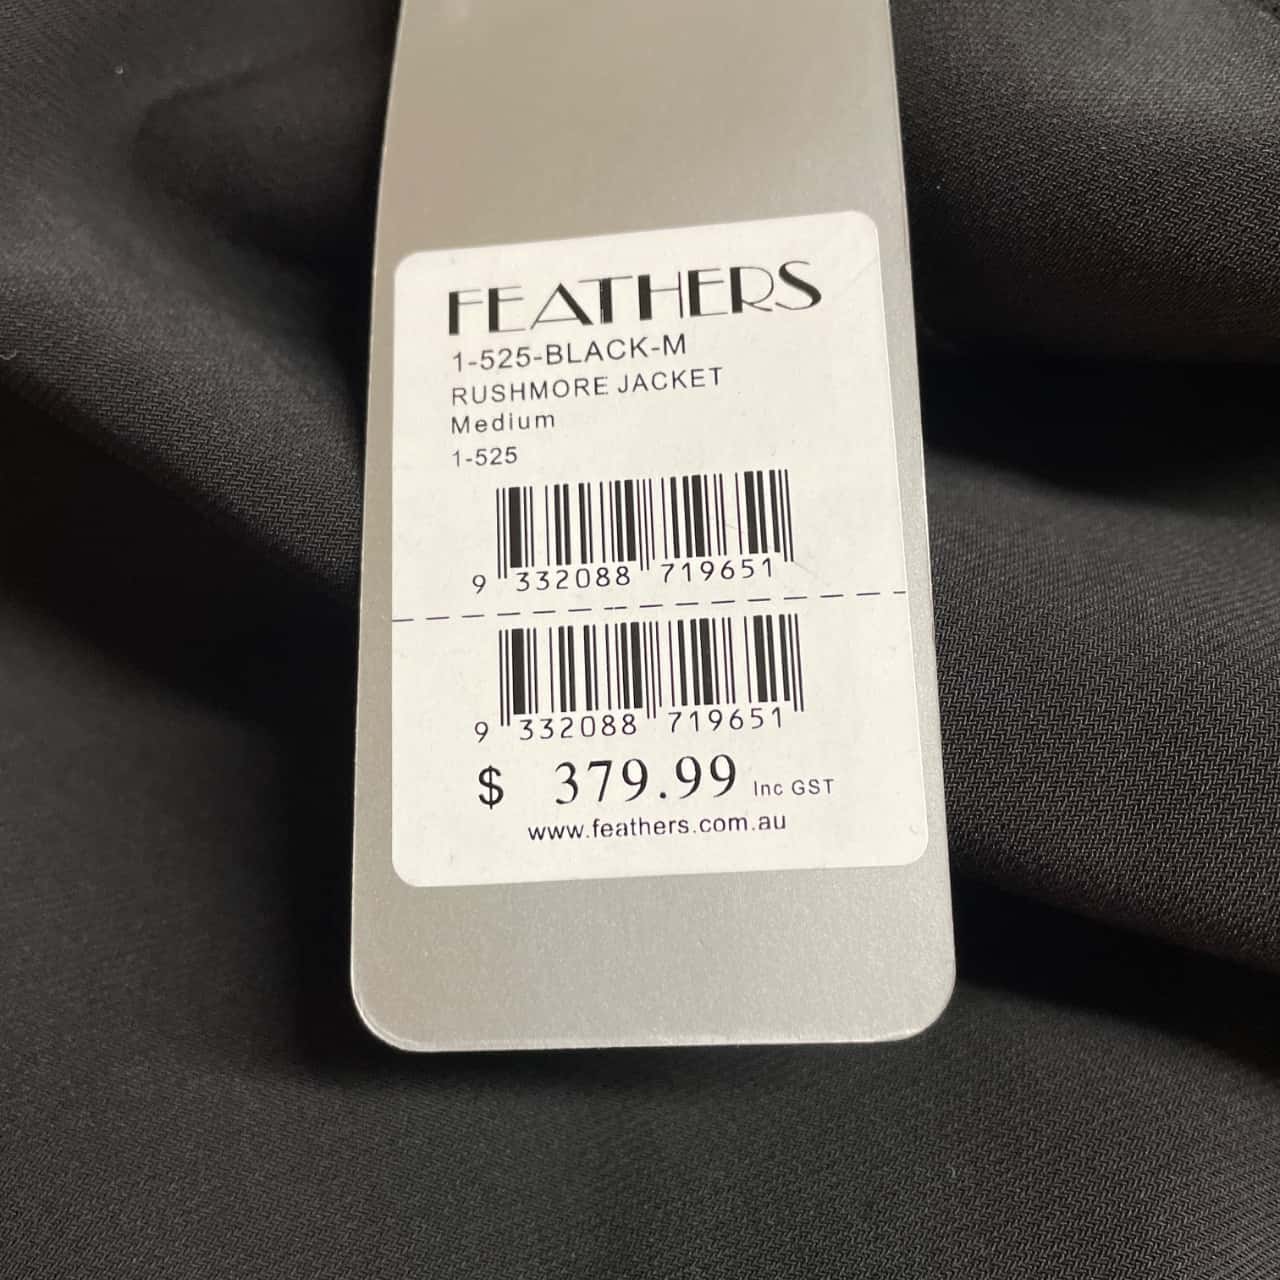 FEATHERS
1-525-BLACK-M
RUSHMORE JACKET
Medium
1-525
9 332088 719651
9 332088 719651
$ 379.99 Inc GST
www.feathers.com.au